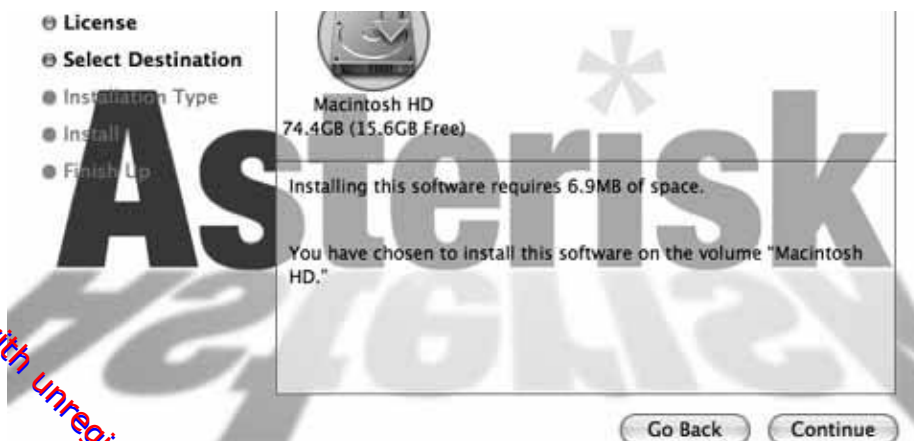 License
Select Destination
Installation Type
Install
Finish Up
Macintosh HD
74.4GB (15.6GB Free)
Installing this software requires 6.9MB of space.
You have chosen to install this software on the volume "Macintosh
HD."
Asterisk
Go Back
Continue
with